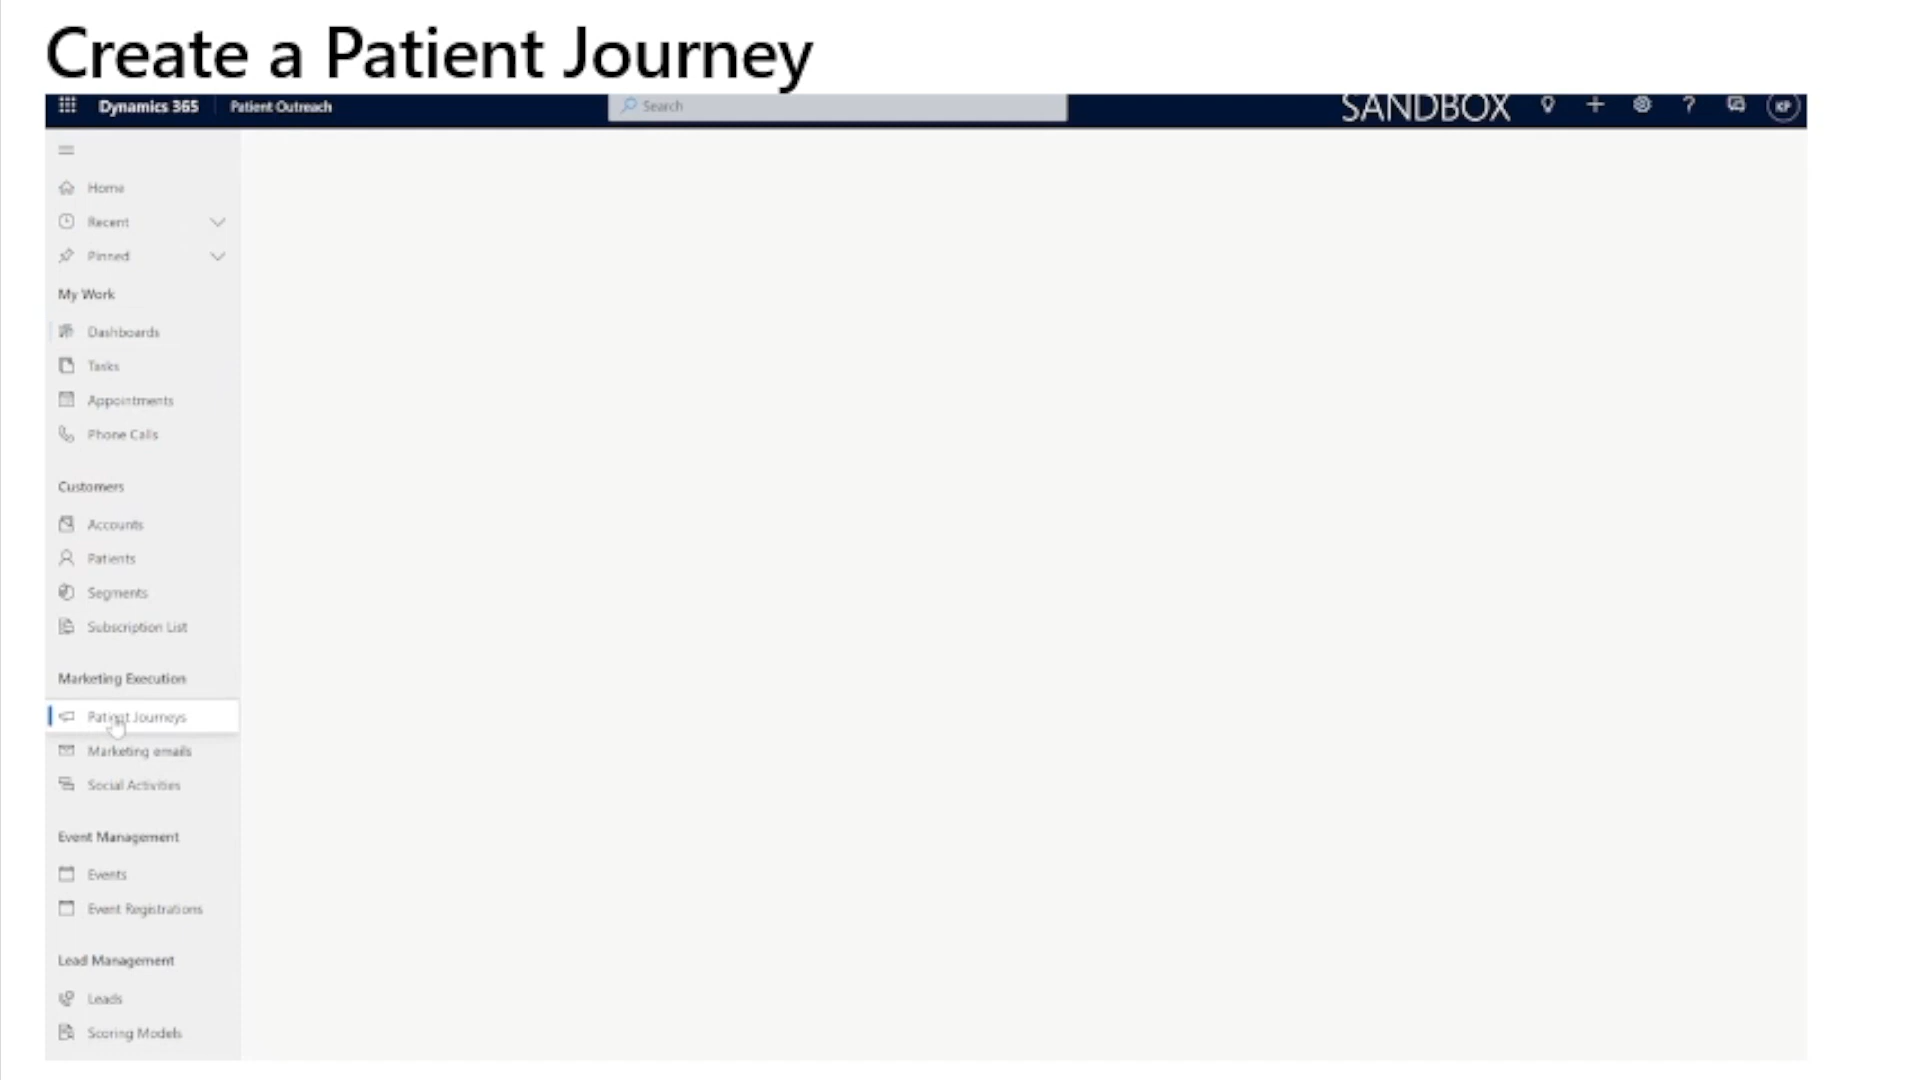 Create a Patient Journey
Dynamics 365 Patient Outreach Search SANDBOX ? KP
Home
Recent
Pinned
My Work
Dashboards
Tasks
Appointments
Phone Calls
Customers
Accounts
Patients
Segments
Subscription List
Marketing Execution
Patient Journeys
Marketing emails
Social Activities
Event Management
Events
Event Registrations
Lead Management
Leads
Scoring Models